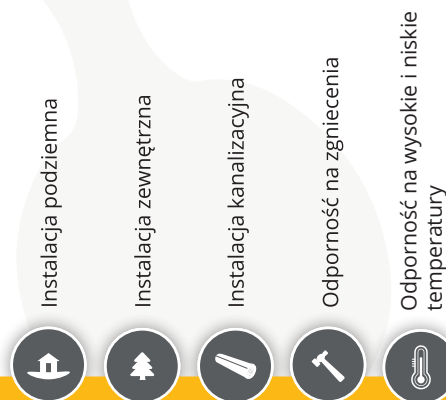 Instalacja podziemna
Instalacja zewnętrzna
Instalacja kanalizacyjna
Odporność na zgniecenia
Odporność na wysokie i niskie
temperatury